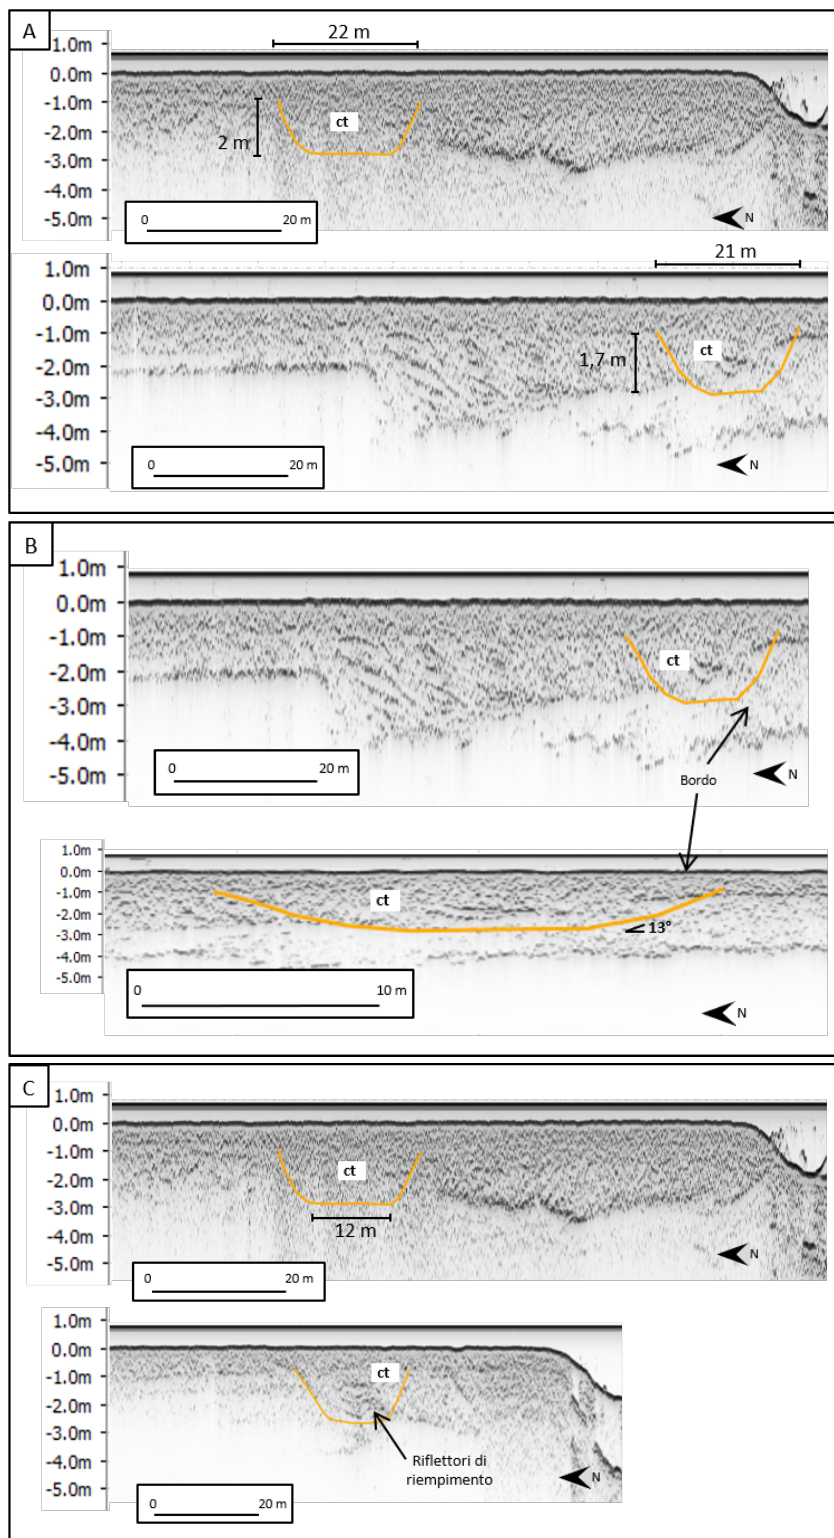 A
22 m
1.0m
0.0m
-1.0m
-2.0m
-3.0m
-4.0m
-5.0m
ct
2 m
0 20 m
N
21 m
1.0m
0.0m
-1.0m
-2.0m
-3.0m
-4.0m
-5.0m
ct
1,7 m
0 20 m
N
B
1.0m
0.0m
-1.0m
-2.0m
-3.0m
-4.0m
-5.0m
ct
0 20 m
N
Bordo
1.0m
0.0m
-1.0m
-2.0m
-3.0m
-4.0m
-5.0m
ct
13°
0 10 m
N
C
1.0m
0.0m
-1.0m
-2.0m
-3.0m
-4.0m
-5.0m
ct
12 m
0 20 m
N
1.0m
0.0m
-1.0m
-2.0m
-3.0m
-4.0m
-5.0m
ct
Riflettori di
riempimento
0 20 m
N